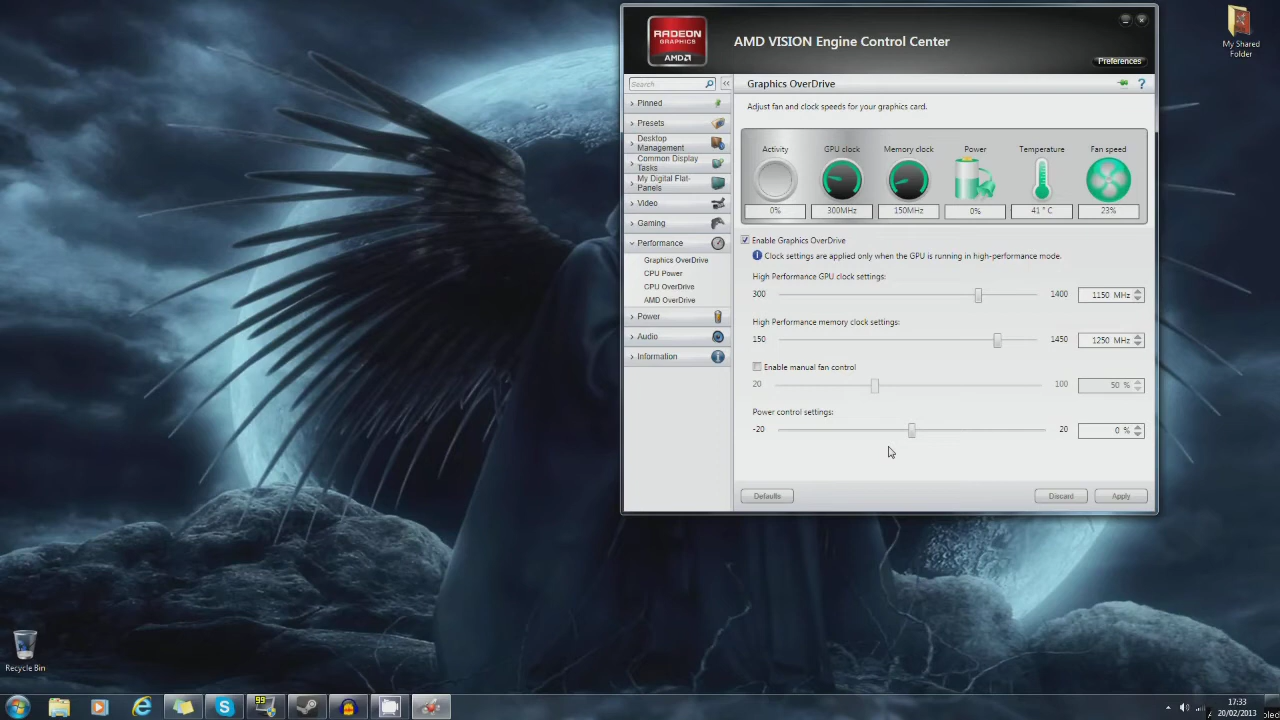 My Shared
Folder
RADEON
GRAPHICS
AMD
AMD VISION Engine Control Center
Preferences
Search
Pinned
Presets
Desktop
Management
Common Display
Tasks
My Digital Flat-
Panels
Video
Gaming
Performance
Graphics OverDrive
CPU Power
CPU OverDrive
AMD OverDrive
Power
Audio
Information
Graphics OverDrive
Adjust fan and clock speeds for your graphics card.
Activity GPU clock Memory clock Power Temperature Fan speed
0% 300MHz 150MHz 0% 41 ° C 23%
Enable Graphics OverDrive
Clock settings are applied only when the GPU is running in high-performance mode.
High Performance GPU clock settings:
300 1400 1150 MHz
High Performance memory clock settings:
150 1450 1250 MHz
Enable manual fan control
20 100 50 %
Power control settings:
-20 20 0 %
Defaults Discard Apply
Recycle Bin
99
17:33
20/02/2013